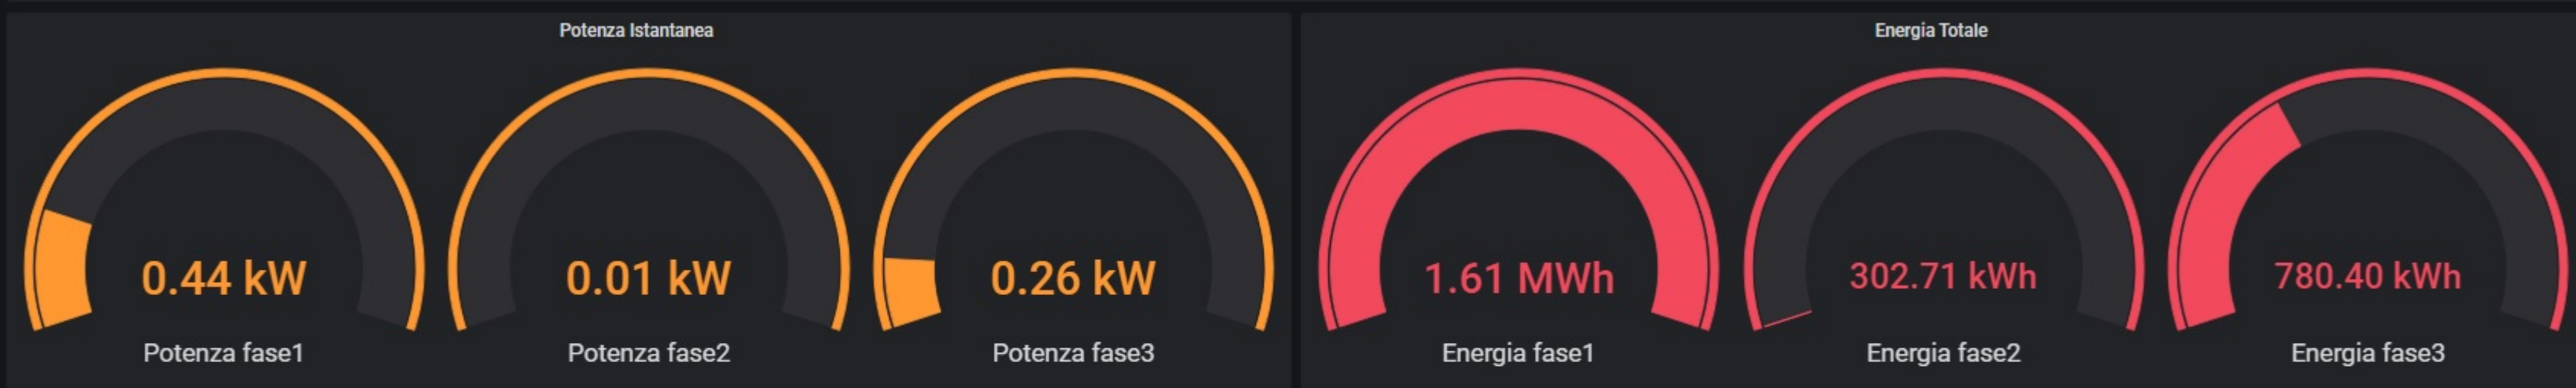 Potenza Istantanea
0.44 kW
Potenza fase1
0.01 kW
Potenza fase2
0.26 kW
Potenza fase3
Energia Totale
1.61 MWh
Energia fase1
302.71 kWh
Energia fase2
780.40 kWh
Energia fase3